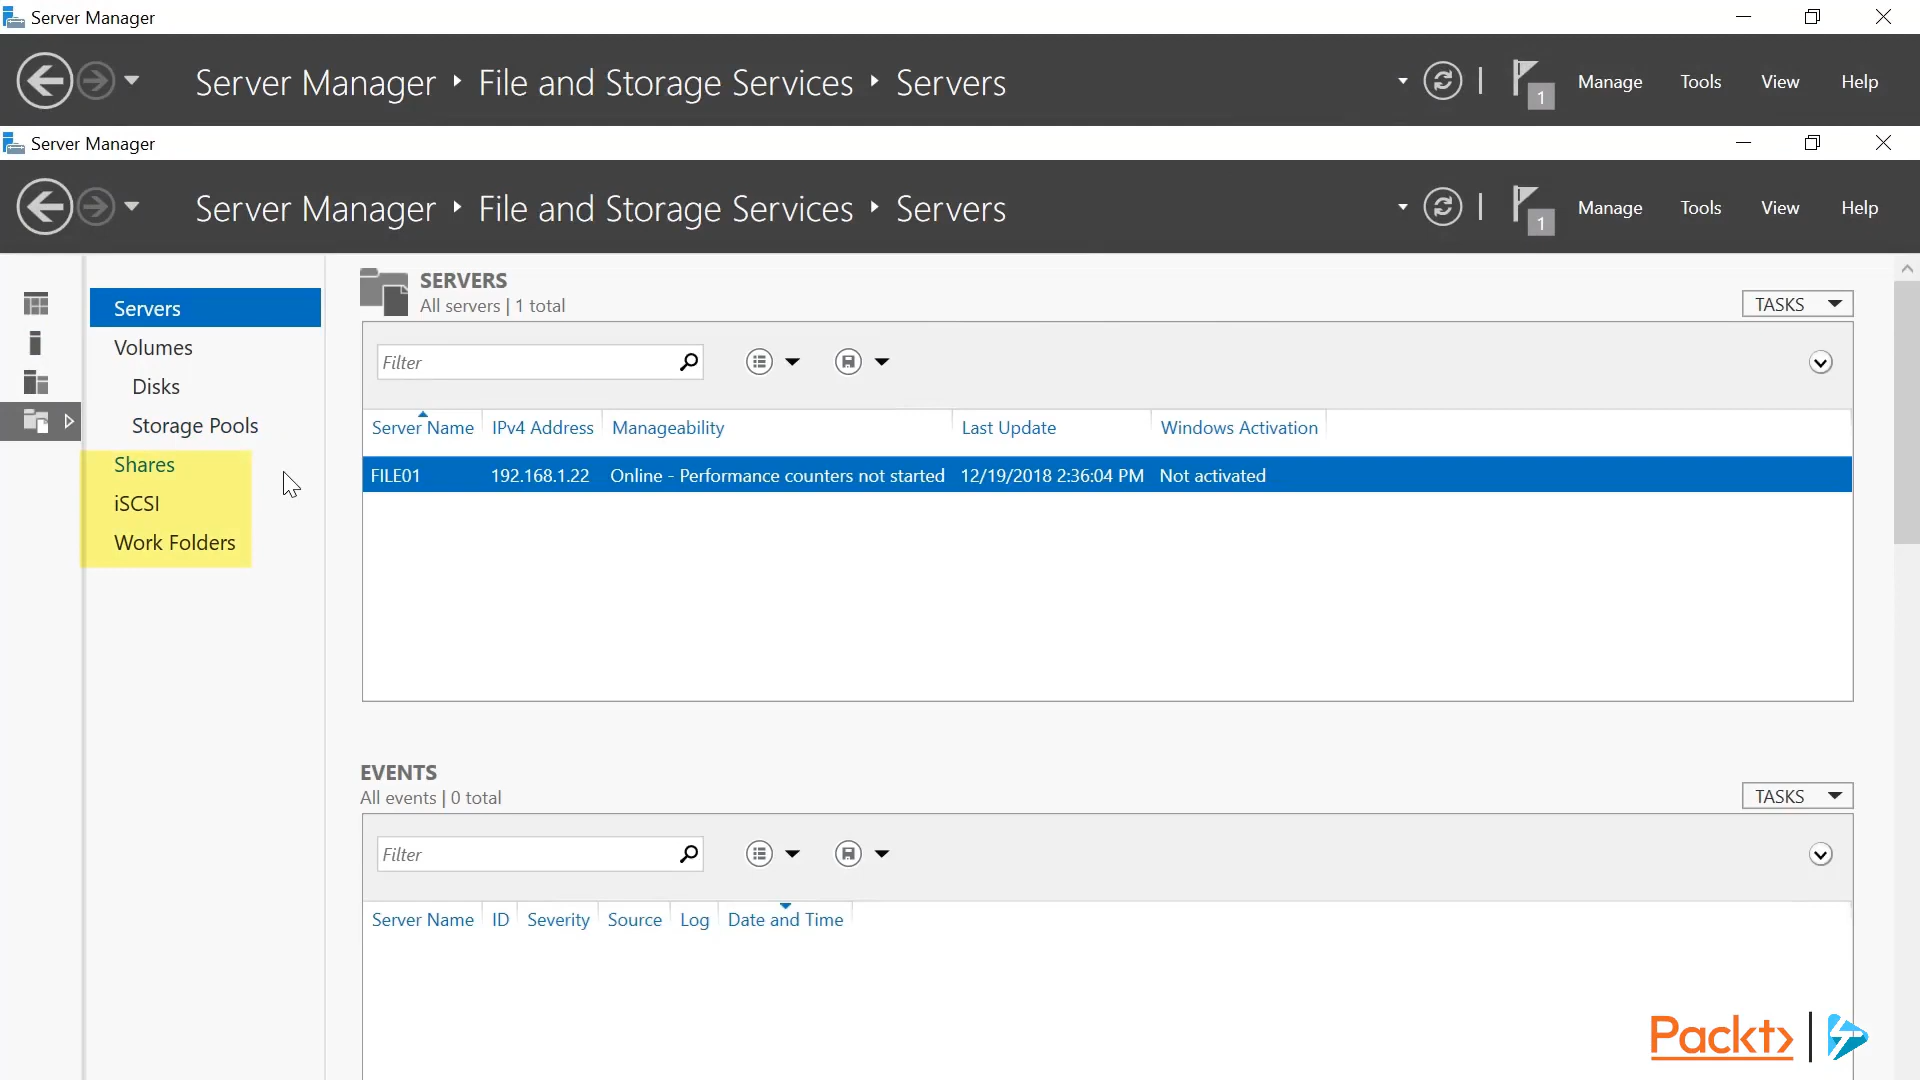 Server Manager
Server Manager ‣ File and Storage Services ‣ Servers
1 Manage Tools View Help
Server Manager
Server Manager ‣ File and Storage Services ‣ Servers
1 Manage Tools View Help
Servers
Volumes
Disks
Storage Pools
Shares
iSCSI
Work Folders
SERVERS
All servers | 1 total
TASKS
Filter
Server Name IPv4 Address Manageability Last Update Windows Activation
FILE01 192.168.1.22 Online - Performance counters not started 12/19/2018 2:36:04 PM Not activated
EVENTS
All events | 0 total
TASKS
Filter
Server Name ID Severity Source Log Date and Time
Packt>